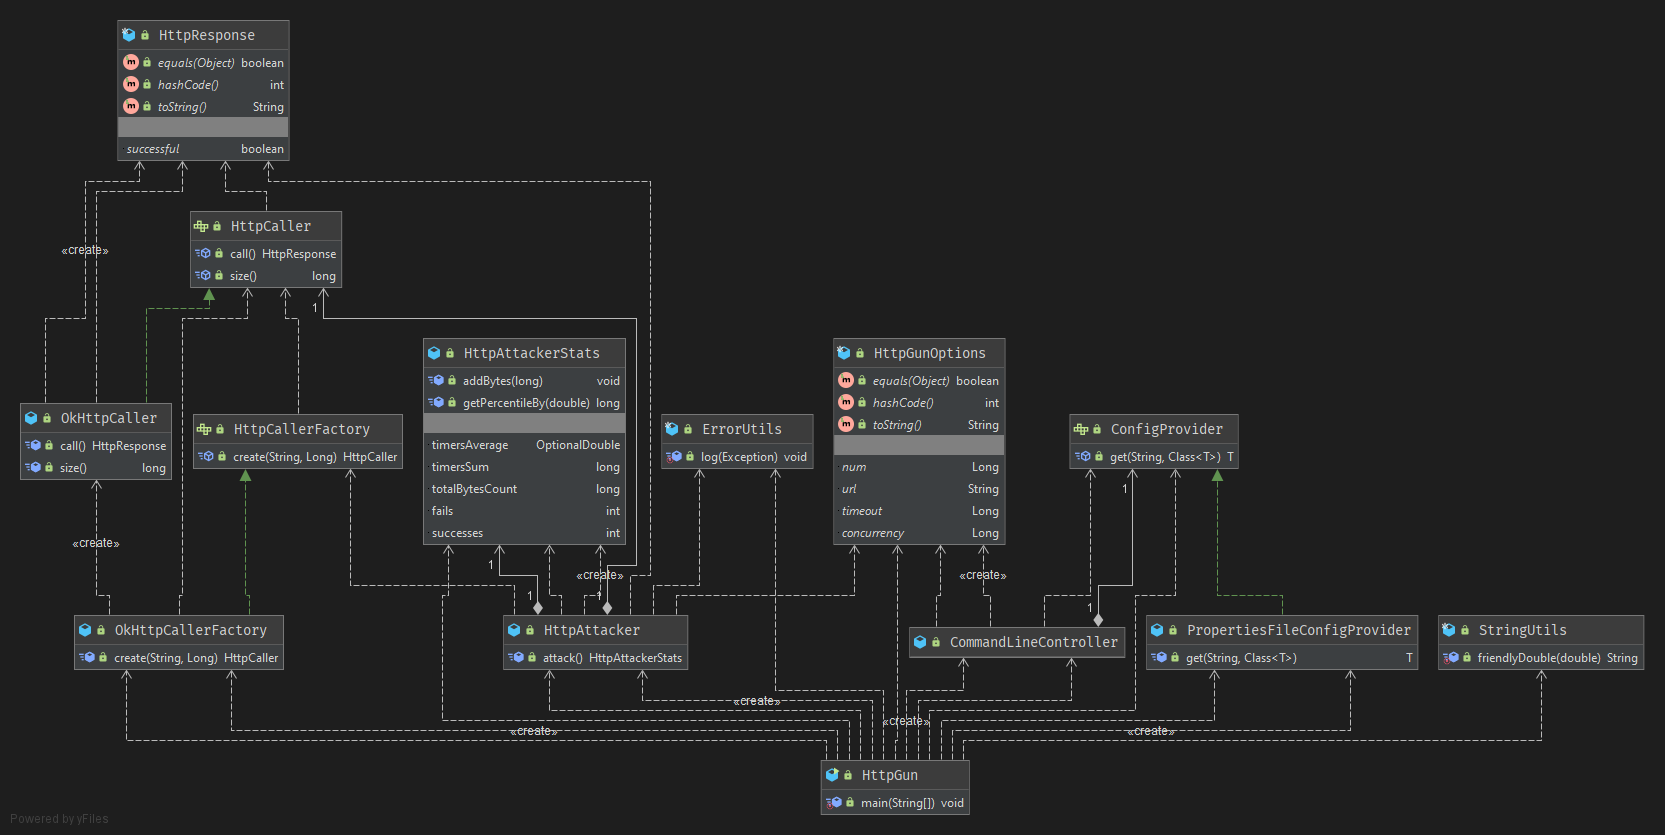 HttpResponse
equals(Object) boolean
hashCode() int
toString() String
successful boolean
«create»
HttpCaller
call() HttpResponse
size() long
1
HttpAttackerStats
addBytes(long) void
getPercentileBy(double) long
timersAverage OptionalDouble
timersSum long
totalBytesCount long
fails int
successes int
HttpGunOptions
equals(Object) boolean
hashCode() int
toString() String
num Long
url String
timeout Long
concurrency Long
OkHttpCaller
call() HttpResponse
size() long
HttpCallerFactory
create(String, Long) HttpCaller
ErrorUtils
log(Exception) void
ConfigProvider
get(String, Class<T>) T
1
«create»
1
«create»
«create»
1
1
1
OkHttpCallerFactory
create(String, Long) HttpCaller
HttpAttacker
attack() HttpAttackerStats
CommandLineController
PropertiesFileConfigProvider
get(String, Class<T>) T
StringUtils
friendlyDouble(double) String
«create»
«create»
«create»
«create»
HttpGun
main(String[]) void
Powered by yFiles